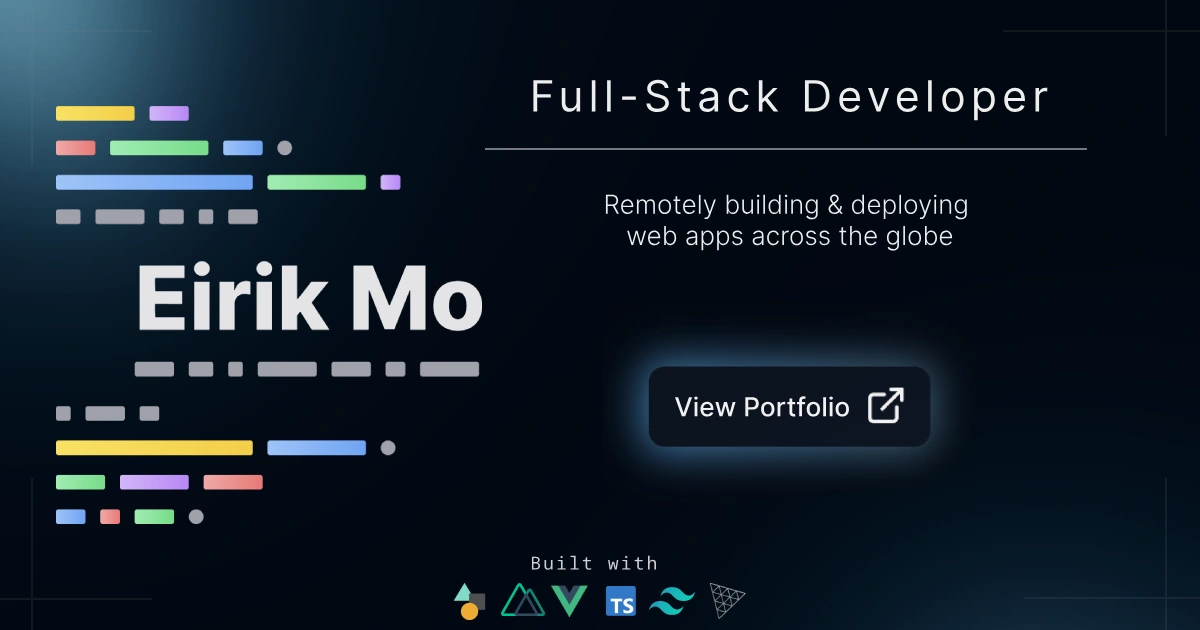 Full-Stack Developer
Remotely building & deploying
web apps across the globe
Eirik Mo
View Portfolio
Built with
TS